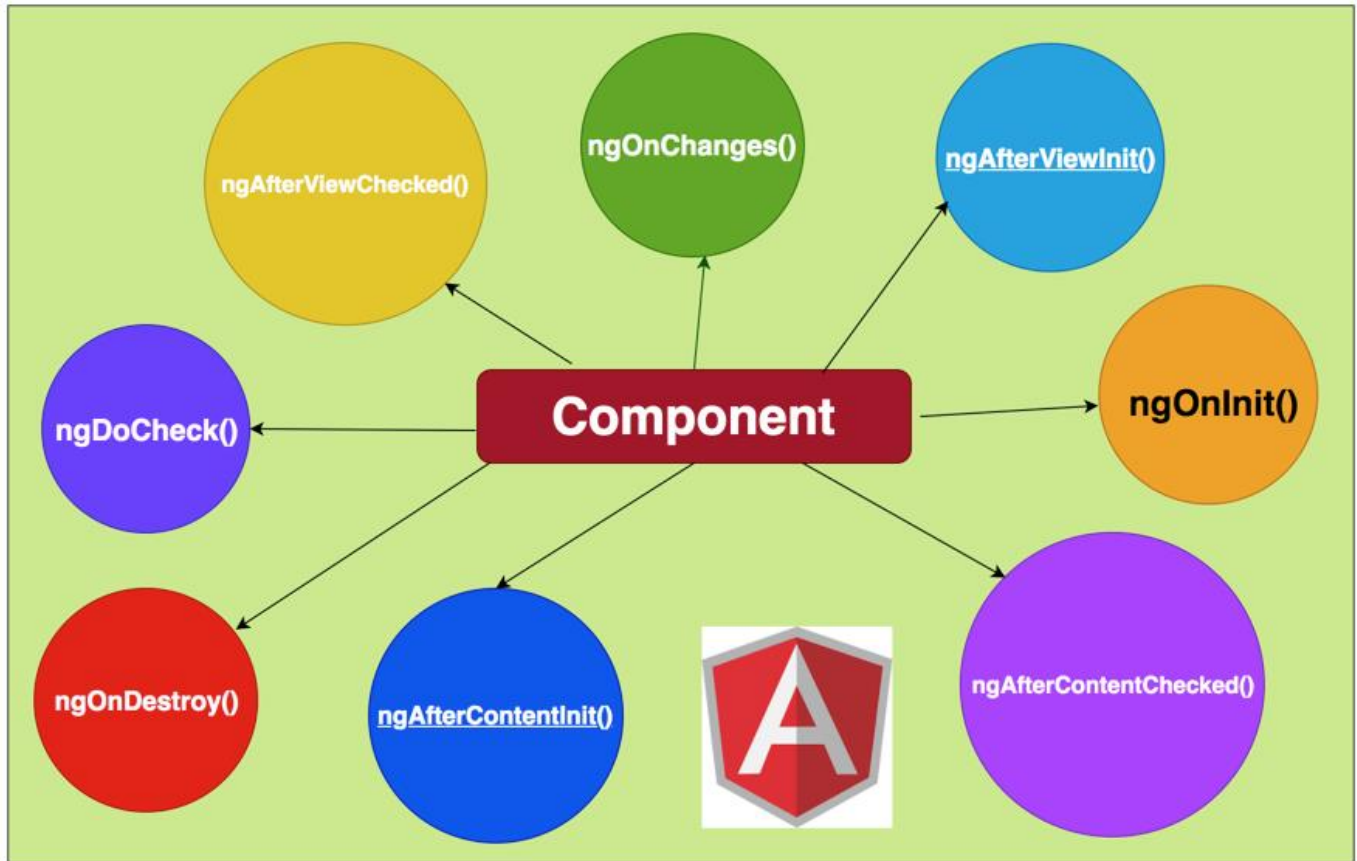 ngOnChanges()
ngAfterViewInit()
ngAfterViewChecked()
ngOnInit()
Component
ngDoCheck()
ngAfterContentChecked()
ngOnDestroy()
ngAfterContentInit()
A